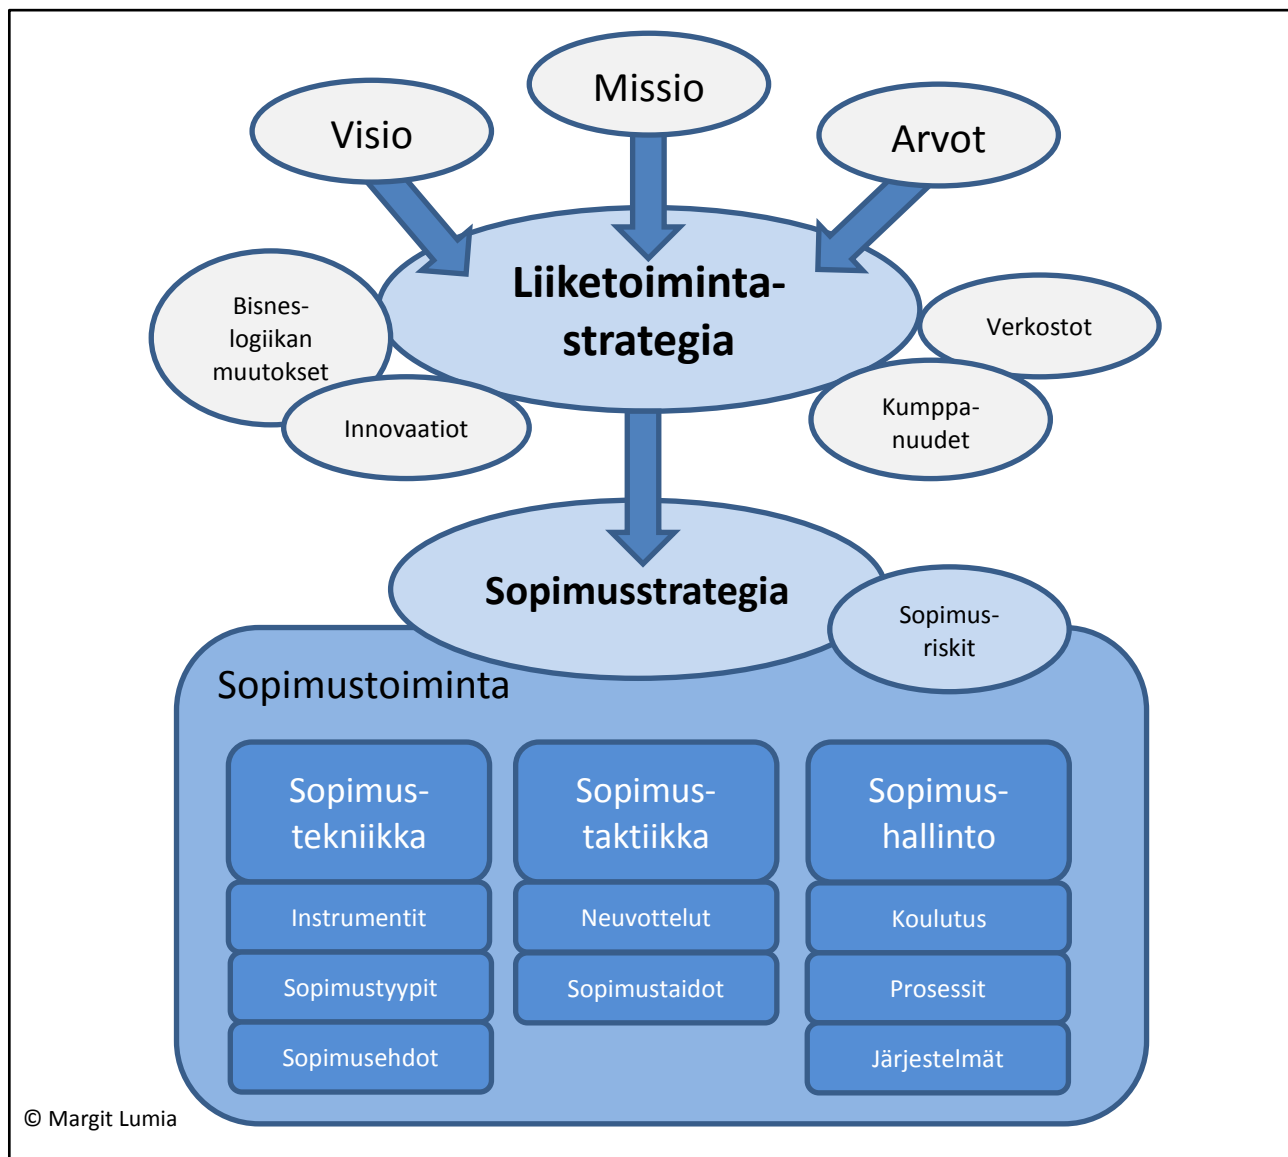 Missio
Visio
Arvot
Liiketoiminta-
strategia
Bisnes-
logiikan
muutokset
Innovaatiot
Verkostot
Kumppa-
nuudet
Sopimusstrategia
Sopimus-
riskit
Sopimustoiminta
Sopimus-
tekniikka
Instrumentit
Sopimustyypit
Sopimusehdot
Sopimus-
taktiikka
Neuvottelut
Sopimustaidot
Sopimus-
hallinto
Koulutus
Prosessit
Järjestelmät
© Margit Lumia